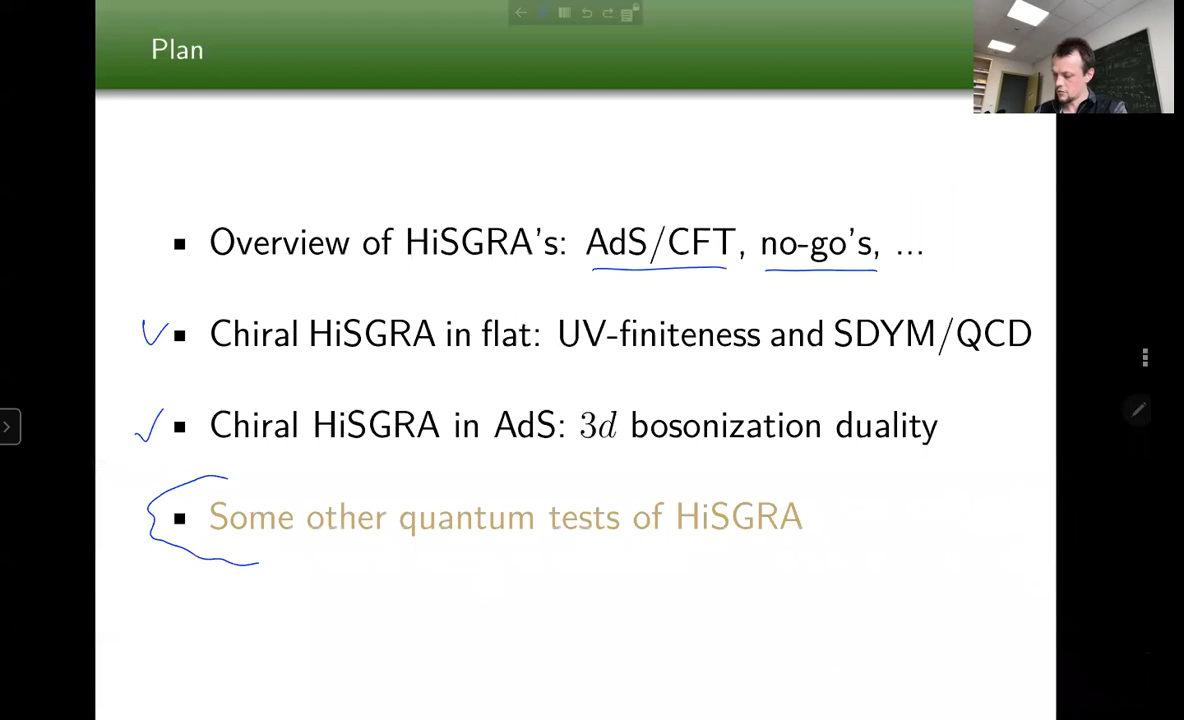 Plan
Overview of HiSGRA's: AdS/CFT, no-go's, ...
Chiral HiSGRA in flat: UV-finiteness and SDYM/QCD
Chiral HiSGRA in AdS: 3d bosonization duality
Some other quantum tests of HiSGRA